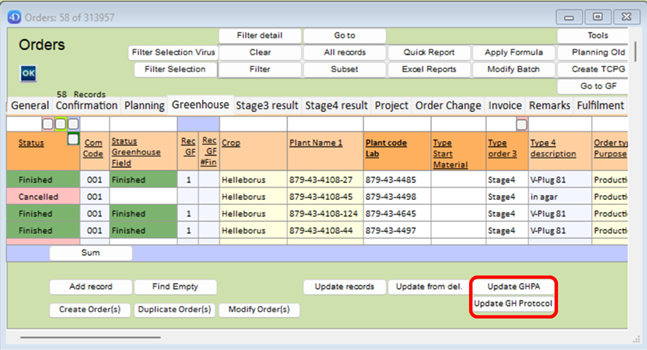 Orders: 58 of 313957
Orders
Filter detail Go to Tools
Filter Selection Virus Clear All records Quick Report Apply Formula Planning Old
OK Filter Selection Filter Subset Excel Reports Modify Batch Create TCPG
Go to GF
58 Records
General Confirmation Planning Greenhouse Stage3 result Stage4 result Project Order Change Invoice Remarks Fulfilment
Status Com Code Status Greenhouse Field Rec GF Rec GF #Fin Crop Plant Name 1 Plant code Lab Type Start Material Type order 3 Type 4 description Order ty Purpose
Finished 001 Finished 1 Helleborus 879-43-4108-27 879-43-4485 Stage4 V-Plug 81 Producti
Cancelled 001 Helleborus 879-43-4108-45 879-43-4498 Stage4 in agar Producti
Finished 001 Finished 1 Helleborus 879-43-4108-124 879-43-4645 Stage4 V-Plug 81 Producti
Finished 001 Finished 1 Helleborus 879-43-4108-44 879-43-4497 Stage4 V-Plug 81 Producti
Sum
Add record Find Empty Update records Update from del. Update GHPA
Update GH Protocol
Create Order(s) Duplicate Order(s) Modify Order(s)